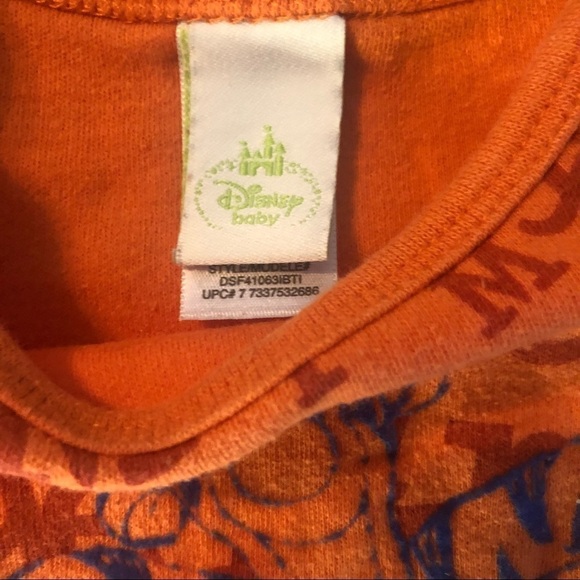 Disney
baby
STYLE/MODELE#
DSF41063IBTI
UPC# 7 7337532686